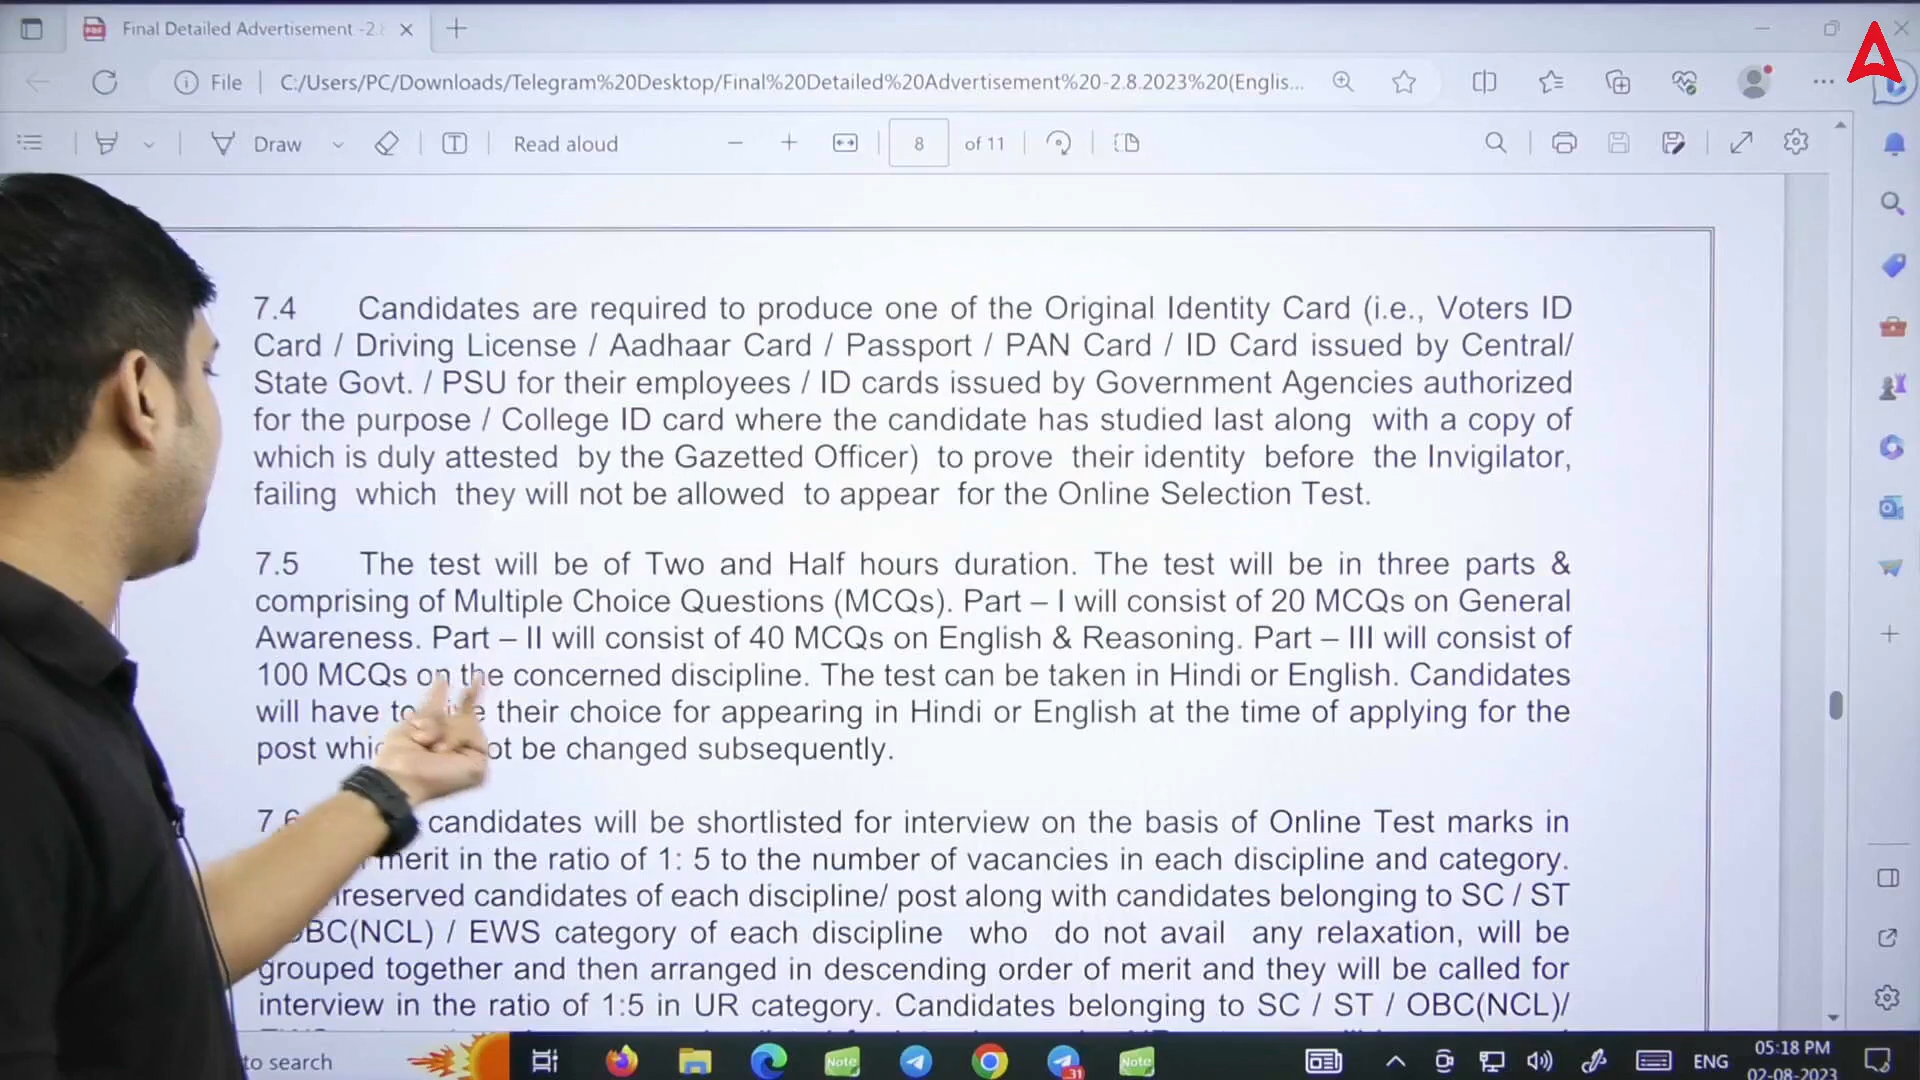 Final Detailed Advertisement -2.
File
C:/Users/PC/Downloads/Telegram%20Desktop/Final%20Detailed%20Advertisement%20-2.8.2023%20(Englis...
Draw
Read aloud
8 of 11
7.4 Candidates are required to produce one of the Original Identity Card (i.e., Voters ID
Card / Driving License / Aadhaar Card / Passport / PAN Card / ID Card issued by Central/
State Govt. / PSU for their employees / ID cards issued by Government Agencies authorized
for the purpose / College ID card where the candidate has studied last along with a copy of
which is duly attested by the Gazetted Officer) to prove their identity before the Invigilator,
failing which they will not be allowed to appear for the Online Selection Test.
7.5 The test will be of Two and Half hours duration. The test will be in three parts &
comprising of Multiple Choice Questions (MCQs). Part – I will consist of 20 MCQs on General
Awareness. Part – II will consist of 40 MCQs on English & Reasoning. Part – III will consist of
100 MCQs on the concerned discipline. The test can be taken in Hindi or English. Candidates
will have to their choice for appearing in Hindi or English at the time of applying for the
post be changed subsequently.
candidates will be shortlisted for interview on the basis of Online Test marks in
merit in the ratio of 1: 5 to the number of vacancies in each discipline and category.
candidates of each discipline/ post along with candidates belonging to SC / ST
OBC(NCL) / EWS category of each discipline who do not avail any relaxation, will be
grouped together and then arranged in descending order of merit and they will be called for
interview in the ratio of 1:5 in UR category. Candidates belonging to SC / ST / OBC(NCL)/
to search
Note
31
Note
ENG
05:18 PM
02-08-2023